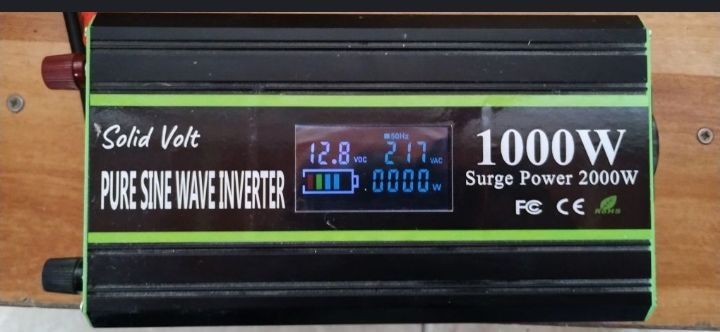 Solid Volt
PURE SINE WAVE INVERTER
50Hz
12.8 VDC 217 VAC
.0000 W
1000W
Surge Power 2000W
FC CE RoHS